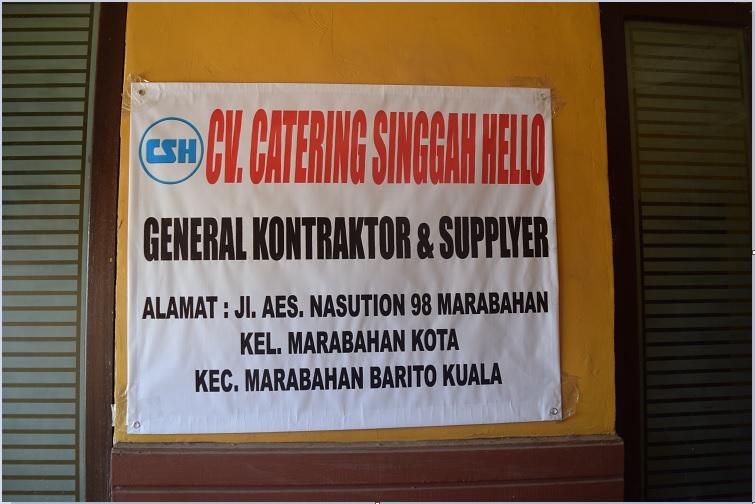 CSH CV. CATERING SINGGAH HELLO
GENERAL KONTRAKTOR & SUPPLYER
ALAMAT : Jl. AES. NASUTION 98 MARABAHAN
KEL. MARABAHAN KOTA
KEC. MARABAHAN BARITO KUALA